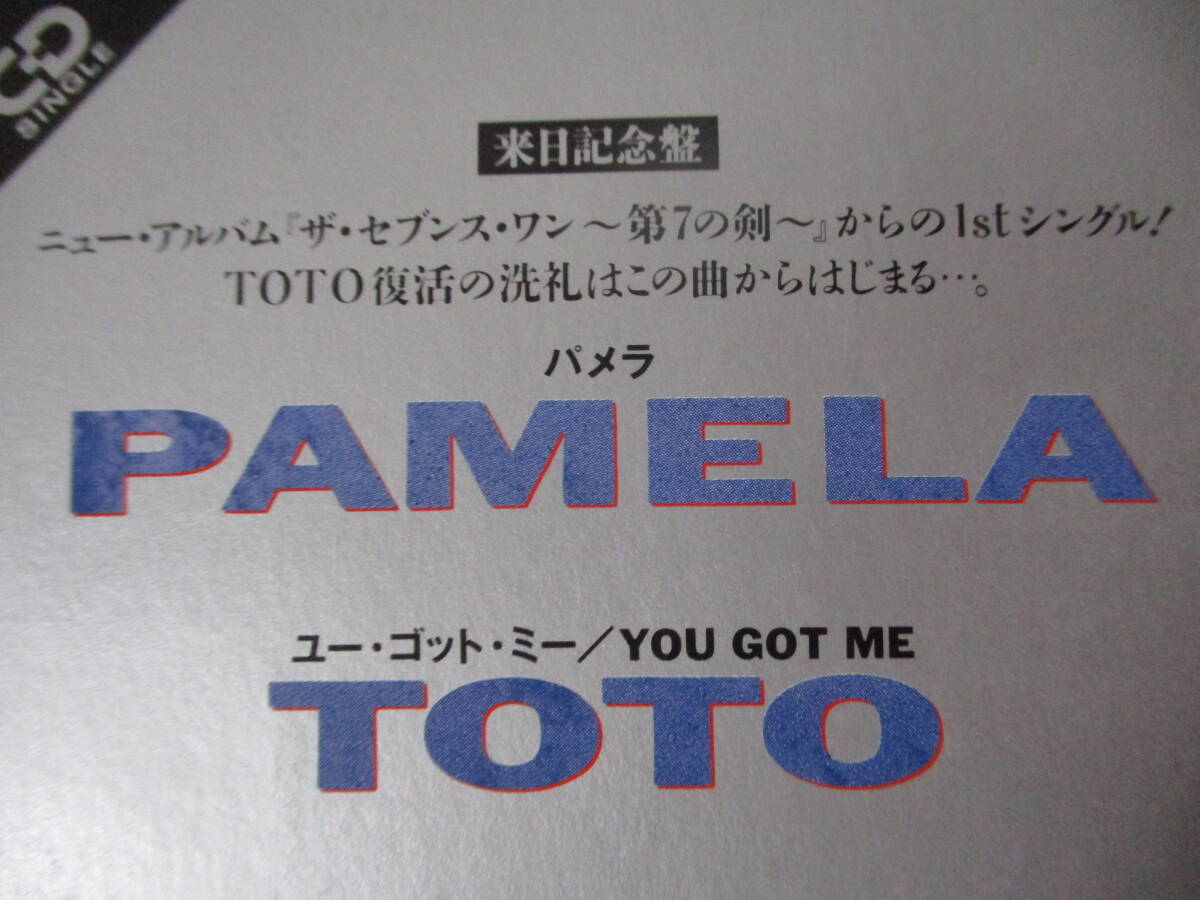 CD
SINGLE
来日記念盤
ニュー・アルバム『ザ・セブンス・ワン～第7の剣～』からの1stシングル!
TOTO復活の洗礼はこの曲からはじまる…。
パメラ
PAMELA
ユー・ゴット・ミー／YOU GOT ME
TOTO